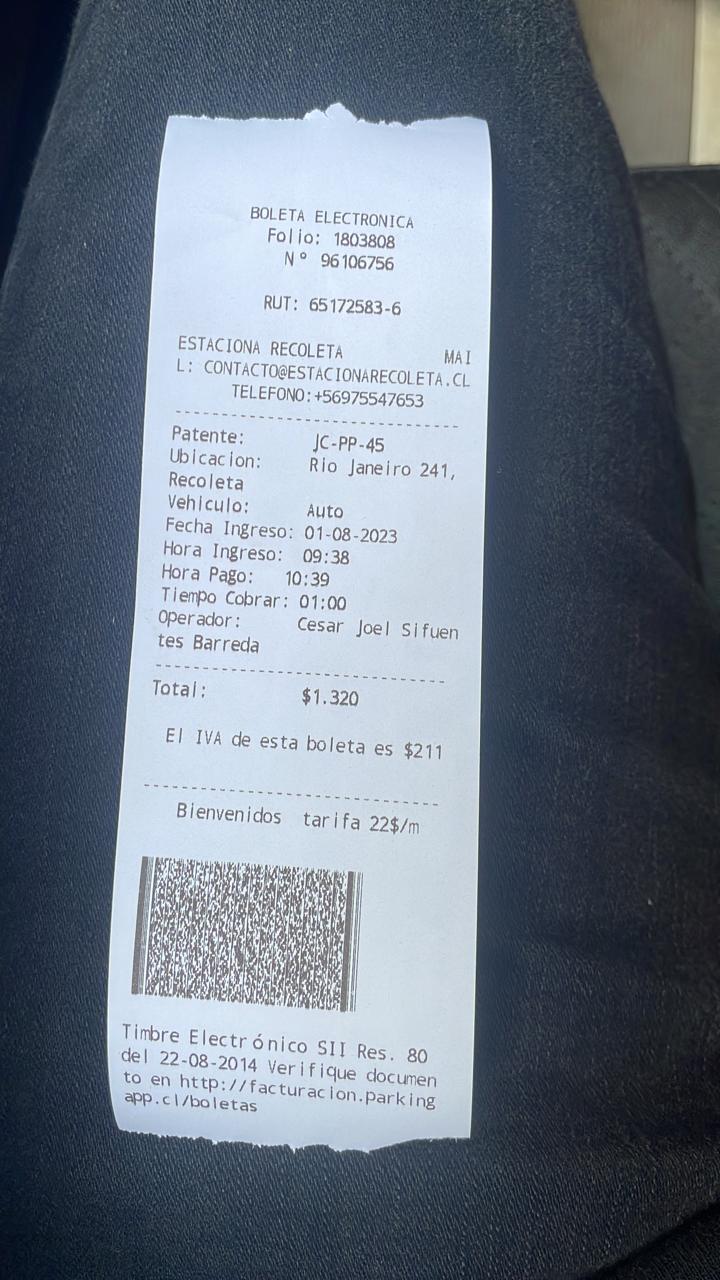 BOLETA ELECTRONICA
Folio: 1803808
N° 96106756
RUT: 65172583-6
ESTACIONA RECOLETA MAI
L: CONTACTO@ESTACIONARECOLETA.CL
TELEFONO:+56975547653
Patente: JC-PP-45
Ubicacion: Rio Janeiro 241,
Recoleta
Vehiculo: Auto
Fecha Ingreso: 01-08-2023
Hora Ingreso: 09:38
Hora Pago: 10:39
Tiempo Cobrar: 01:00
Operador: Cesar Joel Sifuen
tes Barreda
Total: $1.320
El IVA de esta boleta es $211
Bienvenidos tarifa 22$/m
Timbre Electrónico SII Res. 80
del 22-08-2014 Verifique documen
to en http://facturacion.parking
app.cl/boletas